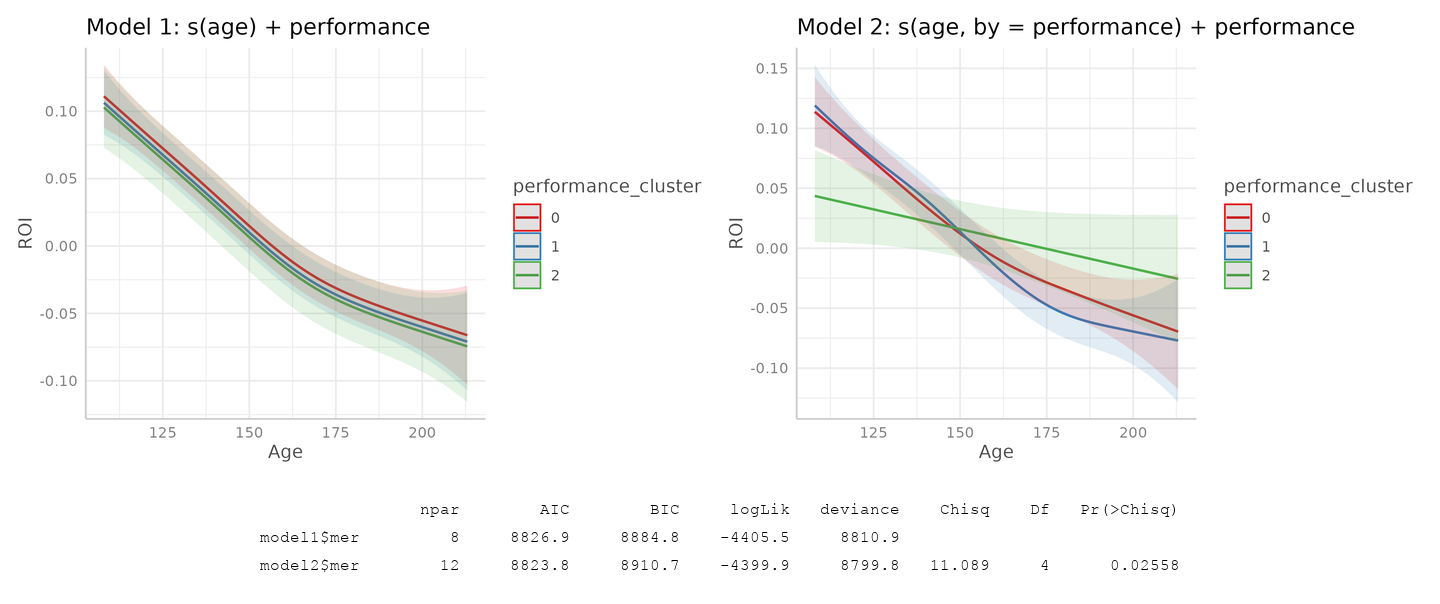 Model 1: s(age) + performance
0.10
0.05
0.00
-0.05
-0.10
ROI
125 150 175 200
Age
performance_cluster
0
1
2
Model 2: s(age, by = performance) + performance
0.15
0.10
0.05
0.00
-0.05
-0.10
ROI
125 150 175 200
Age
performance_cluster
0
1
2
npar AIC BIC logLik deviance Chisq Df Pr(>Chisq)
model1$mer 8 8826.9 8884.8 -4405.5 8810.9
model2$mer 12 8823.8 8910.7 -4399.9 8799.8 11.089 4 0.02558